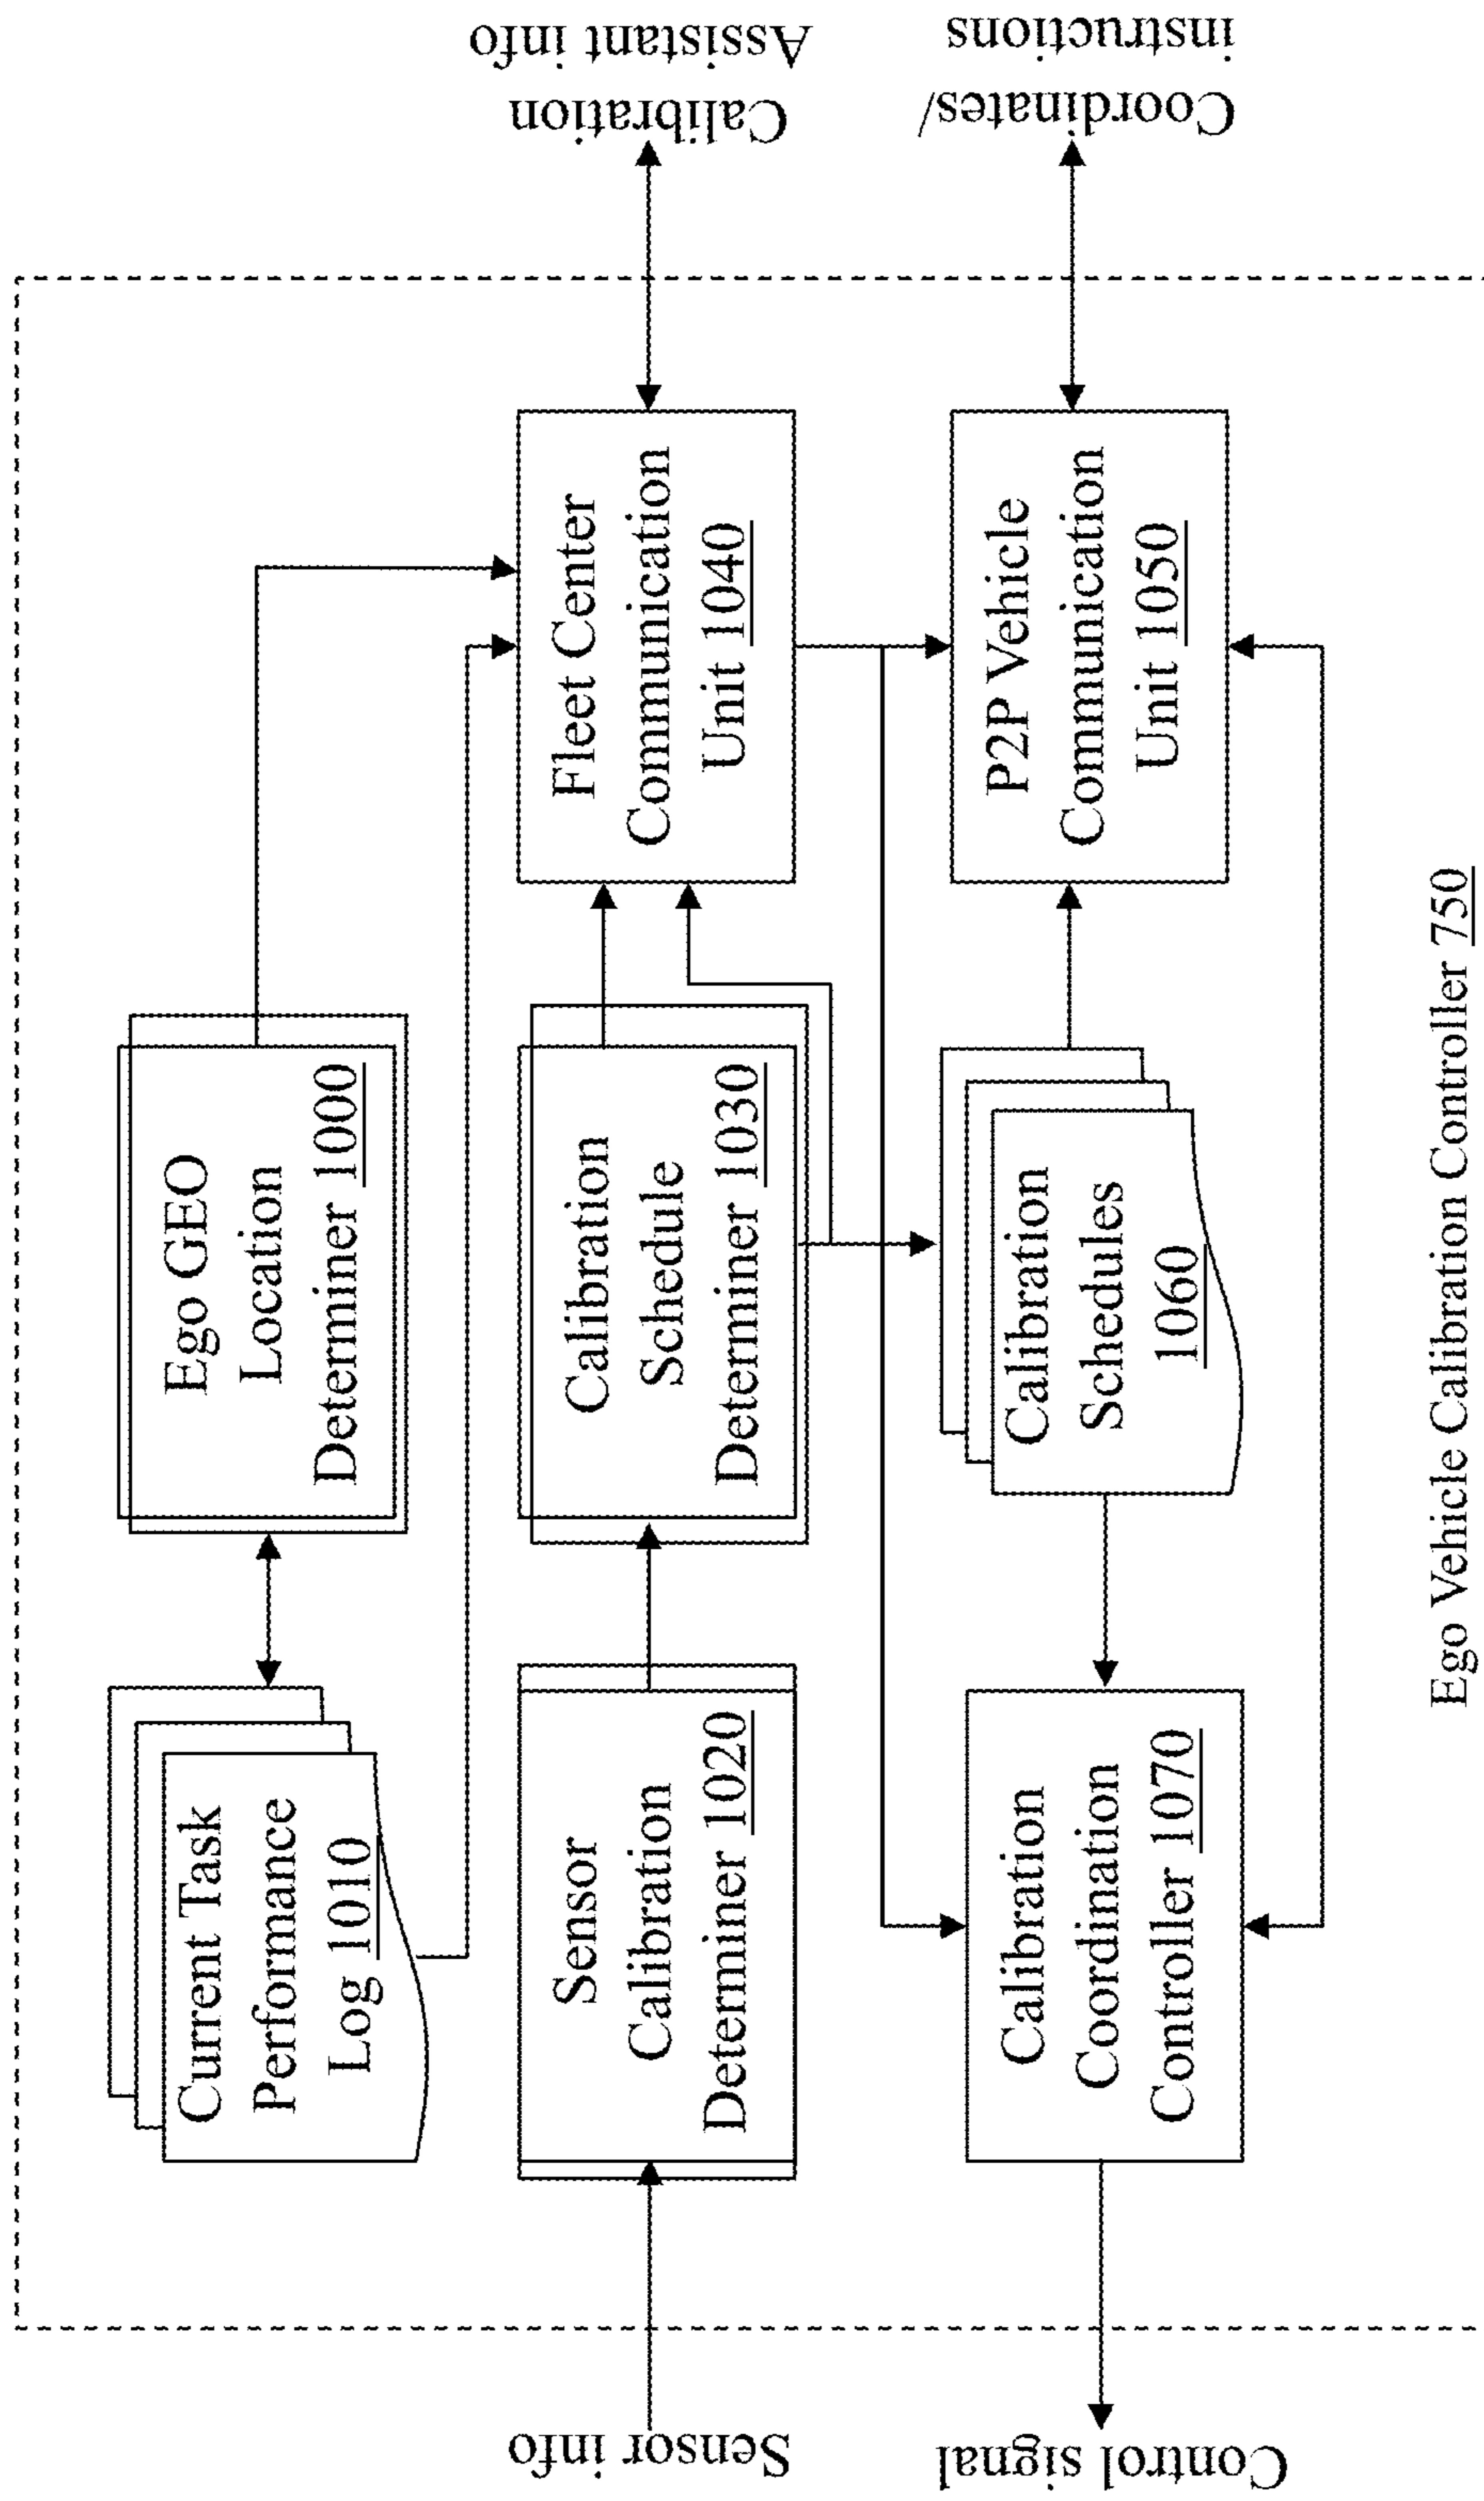 Current Task
Performance
Log 1010
Ego GEO
Location
Determiner 1000
Sensor info
Sensor
Calibration
Determiner 1020
Calibration
Schedule
Determiner 1030
Fleet Center
Communication
Unit 1040
Calibration
Assistant info
Control signal
Calibration
Coordination
Controller 1070
Calibration
Schedules
1060
P2P Vehicle
Communication
Unit 1050
Coordinates/
instructions
Ego Vehicle Calibration Controller 750